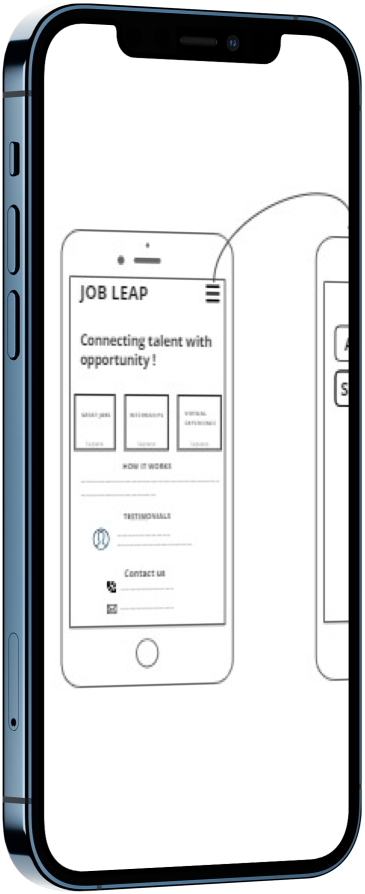 JOB LEAP
Connecting talent with
opportunity !
GREAT JOBS
INTERNSHIPS
VIRTUAL
EXPERIENCE
HOW IT WORKS
TESTIMONIALS
Contact us
A
S